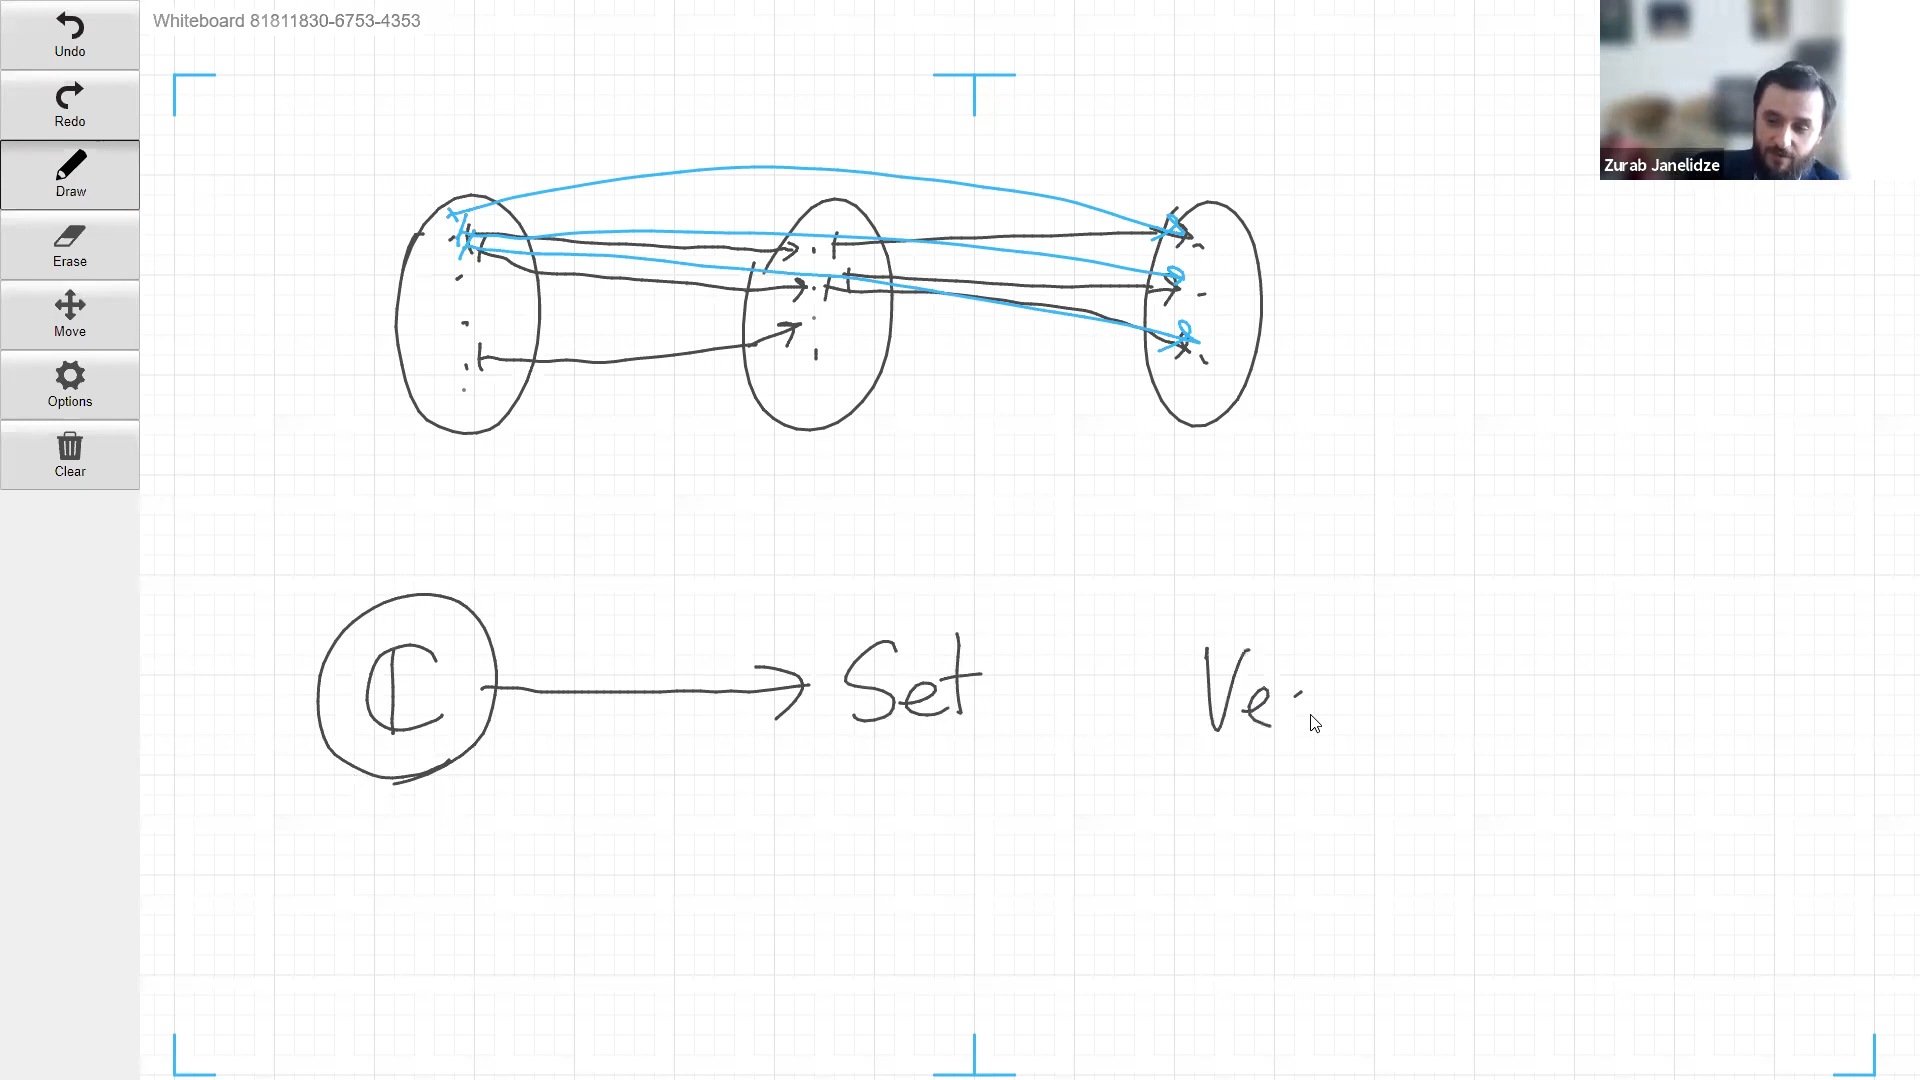 Whiteboard 81811830-6753-4353
Undo
Redo
Draw
Erase
Move
Options
Clear
Zurab Janelidze
ℂ Set Ve